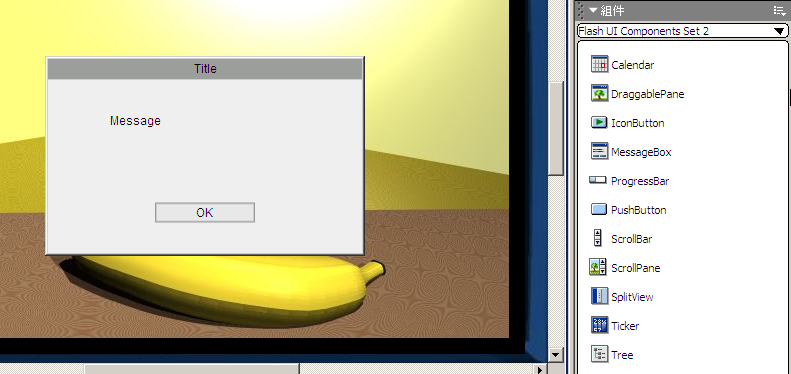 Title
Message
OK
組件
Flash UI Components Set 2
Calendar
DraggablePane
IconButton
MessageBox
ProgressBar
PushButton
ScrollBar
ScrollPane
SplitView
Ticker
Tree